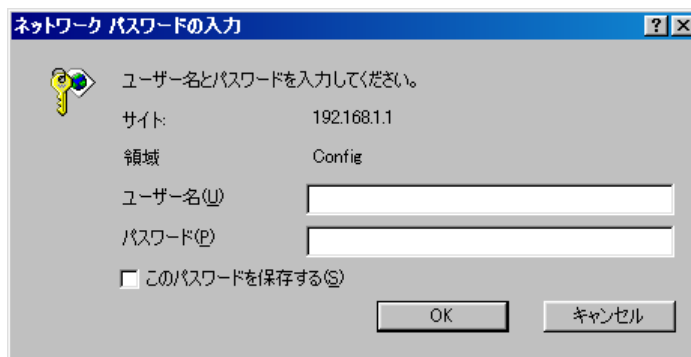 ネットワーク パスワードの入力
ユーザー名とパスワードを入力してください。
サイト: 192.168.1.1
領域 Config
ユーザー名(U)
パスワード(P)
このパスワードを保存する(S)
OK キャンセル